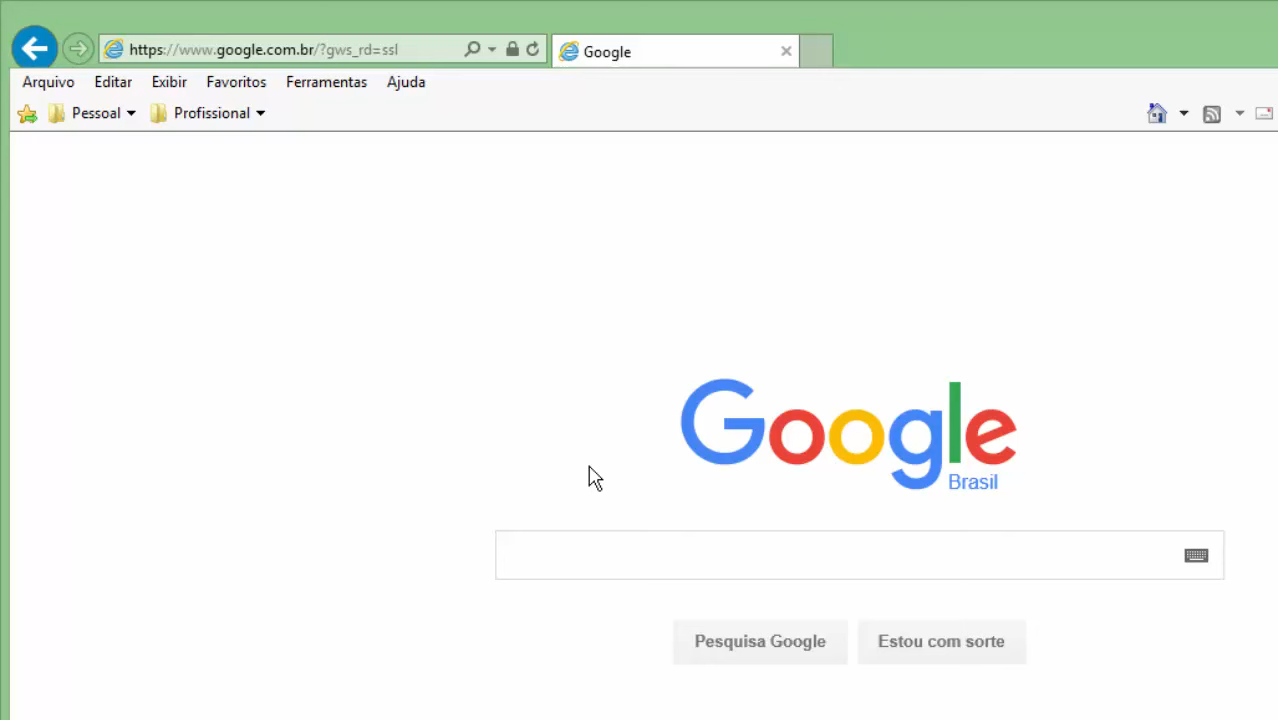 https://www.google.com.br/?gws_rd=ssl
Google
Arquivo Editar Exibir Favoritos Ferramentas Ajuda
Pessoal Profissional
Google
Brasil
Pesquisa Google Estou com sorte